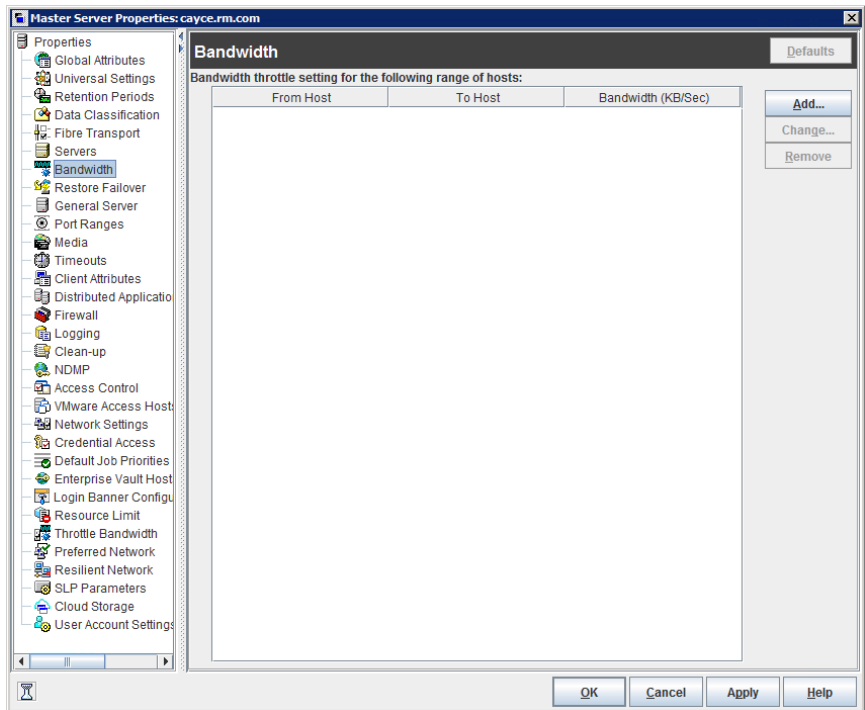 Master Server Properties: cayce.rm.com
Properties
Global Attributes
Universal Settings
Retention Periods
Data Classification
Fibre Transport
Servers
Bandwidth
Restore Failover
General Server
Port Ranges
Media
Timeouts
Client Attributes
Distributed Applicatio
Firewall
Logging
Clean-up
NDMP
Access Control
VMware Access Hosts
Network Settings
Credential Access
Default Job Priorities
Enterprise Vault Host
Login Banner Configu
Resource Limit
Throttle Bandwidth
Preferred Network
Resilient Network
SLP Parameters
Cloud Storage
User Account Settings
Bandwidth
Defaults
Bandwidth throttle setting for the following range of hosts:
From Host To Host Bandwidth (KB/Sec)
Add...
Change...
Remove
OK Cancel Apply Help